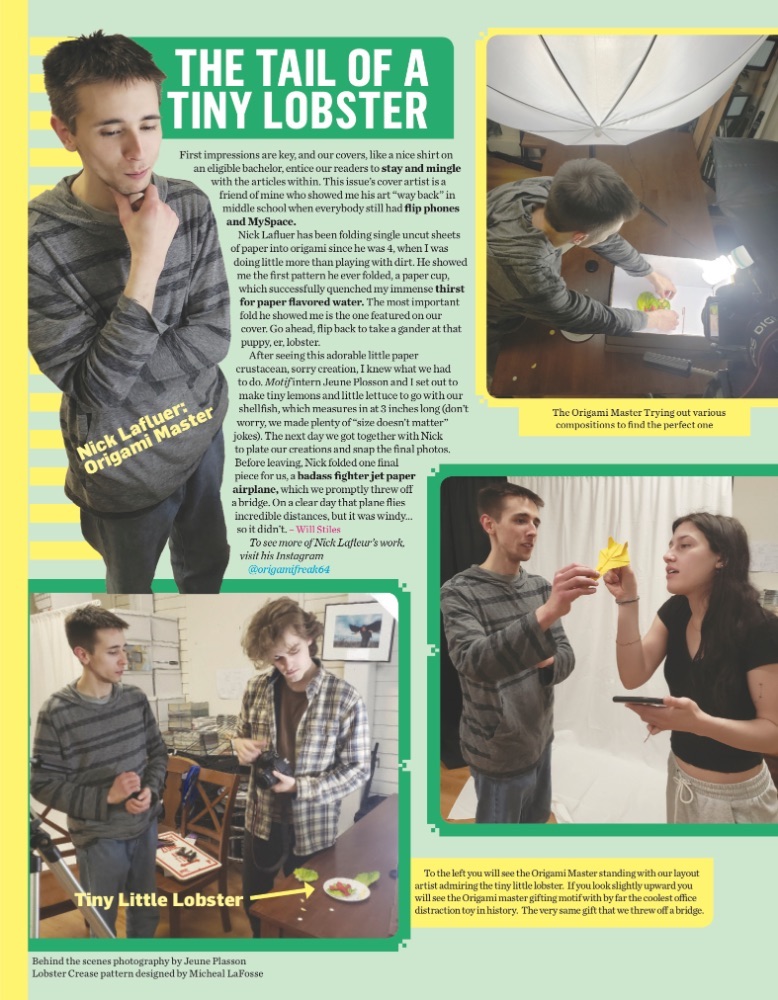 THE TAIL OF A
TINY LOBSTER
First impressions are key, and our covers, like a nice shirt on
an eligible bachelor, entice our readers to stay and mingle
with the articles within. This issue's cover artist is a
friend of mine who showed me his art "way back" in
middle school when everybody still had flip phones
and MySpace.
Nick Lafluer has been folding single uncut sheets
of paper into origami since he was 4, when I was
doing little more than playing with dirt. He showed
me the first pattern he ever folded, a paper cup,
which successfully quenched my immense thirst
for paper flavored water. The most important
fold he showed me is the one featured on our
cover. Go ahead, flip back to take a gander at that
puppy, er, lobster.
After seeing this adorable little paper
crustacean, sorry creation, I knew what we had
to do. Motif intern Jeune Plosson and I set out to
make tiny lemons and little lettuce to go with our
shellfish, which measures in at 3 inches long (don't
worry, we made plenty of "size doesn't matter"
jokes). The next day we got together with Nick
to plate our creations and snap the final photos.
Before leaving, Nick folded one final
piece for us, a badass fighter jet paper
airplane, which we promptly threw off
a bridge. On a clear day that plane flies
incredible distances, but it was windy...
so it didn't. – Will Stiles
To see more of Nick Lafleur's work,
visit his Instagram
@origamifreak64
Nick Lafluer:
Origami Master
The Origami Master Trying out various
compositions to find the perfect one
Tiny Little Lobster
To the left you will see the Origami Master standing with our layout
artist admiring the tiny little lobster. If you look slightly upward you
will see the Origami master gifting motif with by far the coolest office
distraction toy in history. The very same gift that we threw off a bridge.
Behind the scenes photography by Jeune Plasson
Lobster Crease pattern designed by Micheal LaFosse